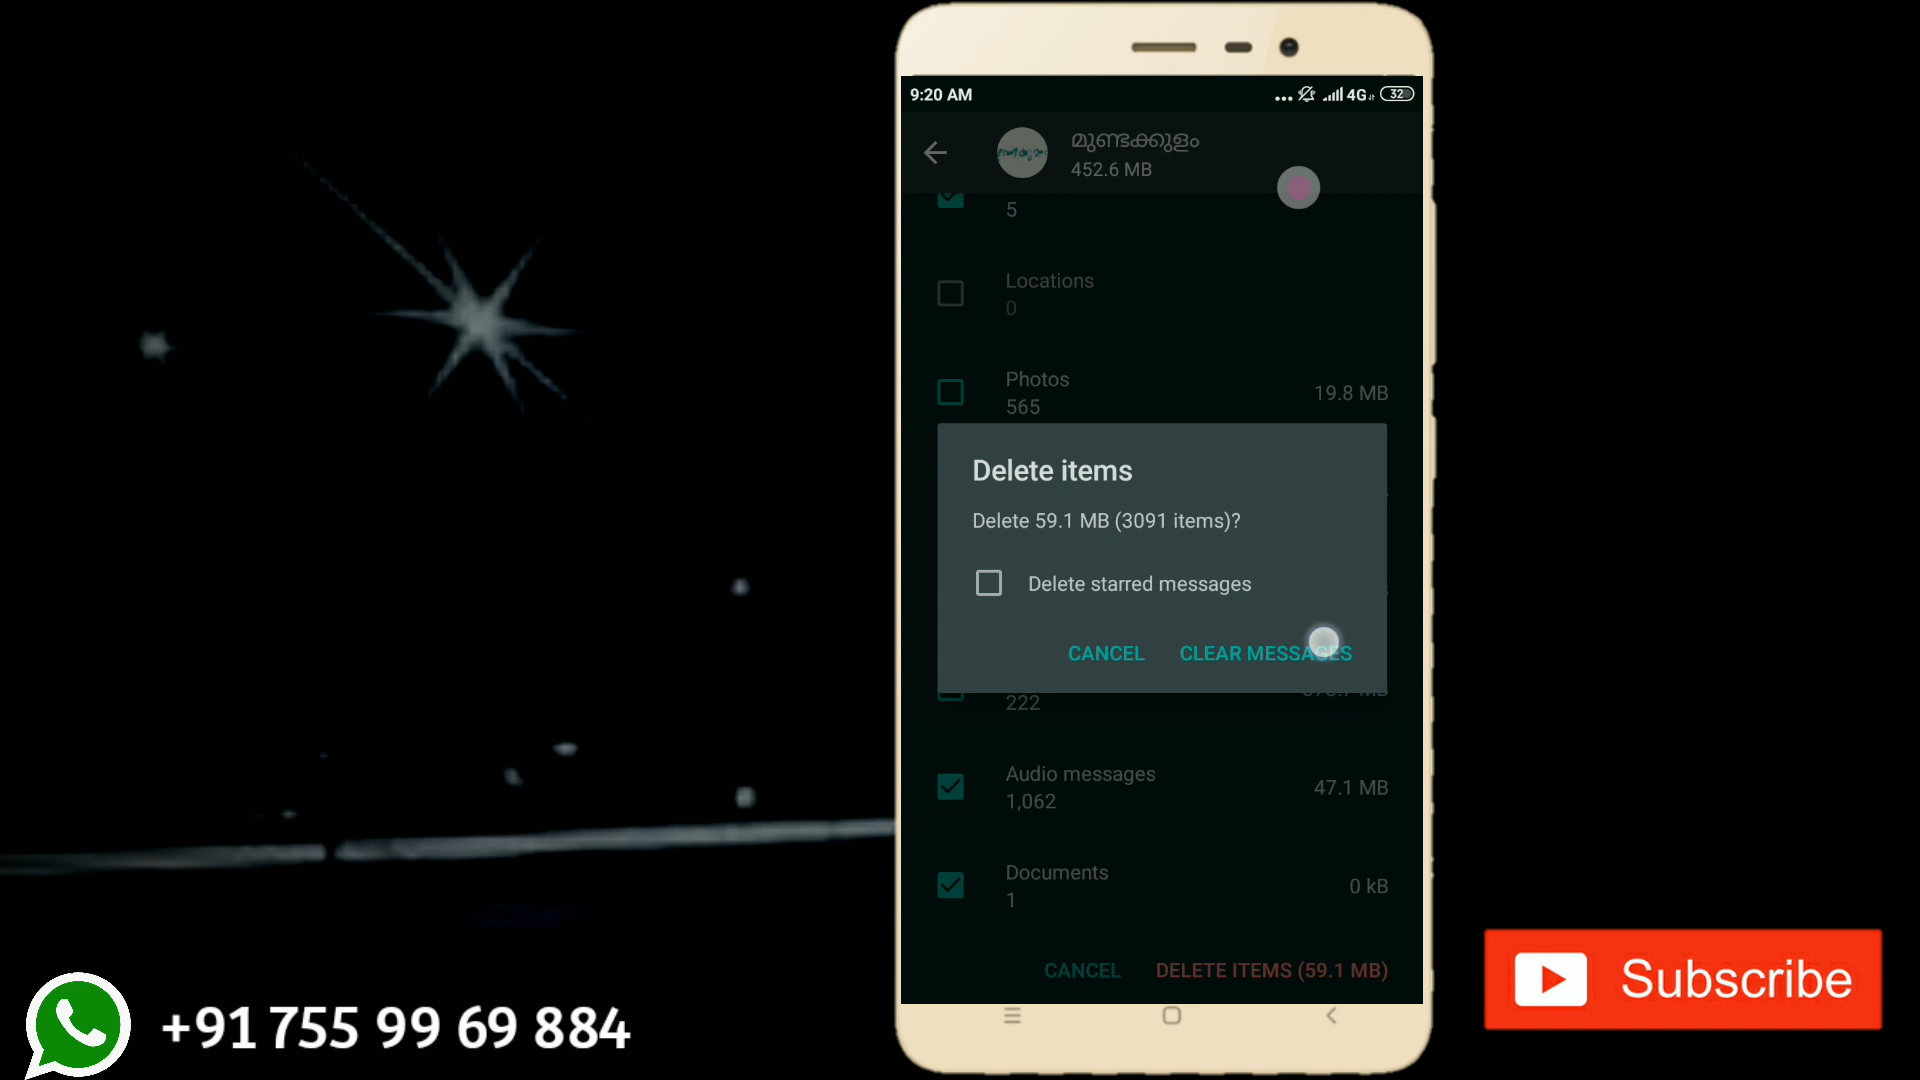 9:20 AM
4G 32
മുണ്ടക്കുളം
452.6 MB
5
Locations
0
Photos
565
19.8 MB
Delete items
Delete 59.1 MB (3091 items)?
Delete starred messages
CANCEL CLEAR MESSAGES
222
Audio messages
1,062
47.1 MB
Documents
1
0 kB
CANCEL DELETE ITEMS (59.1 MB)
+91 755 99 69 884
Subscribe